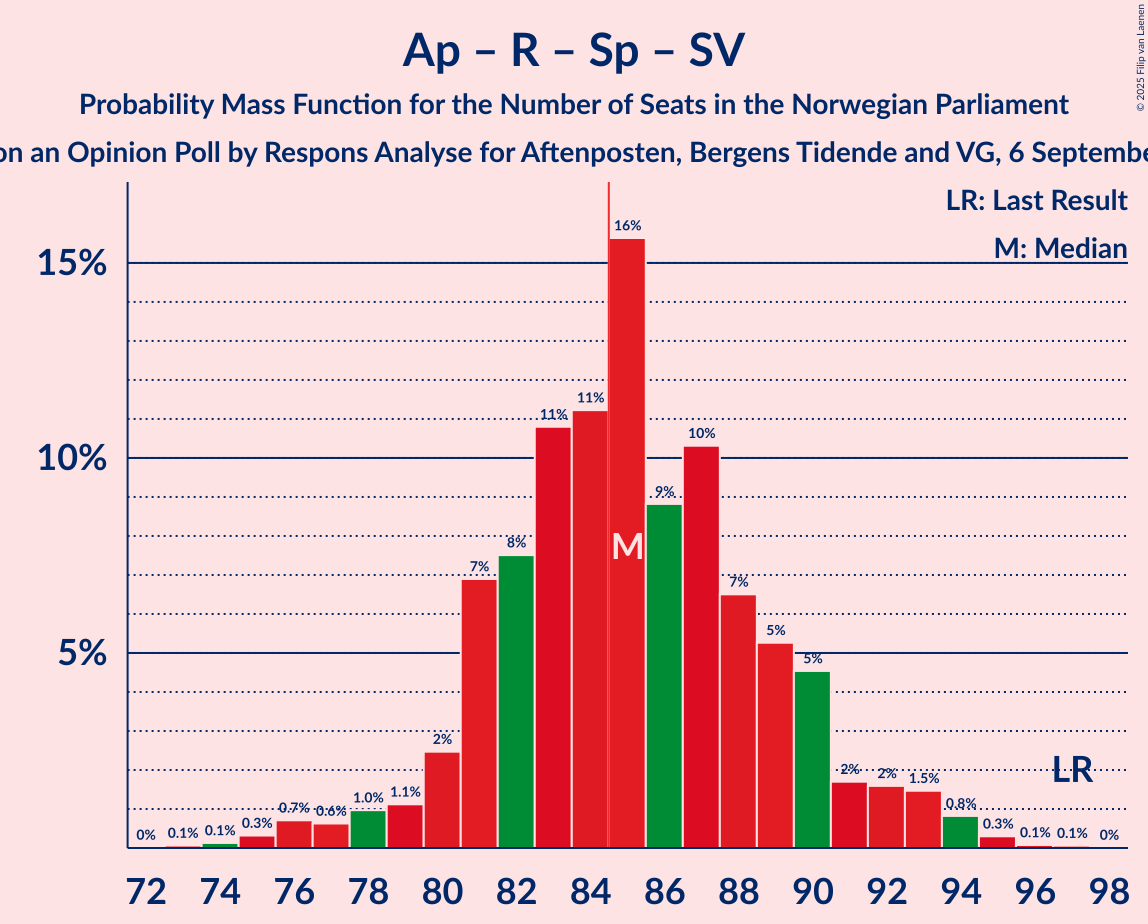 Ap – R – Sp – SV
Probability Mass Function for the Number of Seats in the Norwegian Parliament
on an Opinion Poll by Respons Analyse for Aftenposten, Bergens Tidende and VG, 6 Septembe
© 2025 Filip van Laenen
LR: Last Result
M: Median
15%
10%
5%
0% 0.1% 0.1% 0.3% 0.7% 0.6% 1.0% 1.1% 2% 7% 8% 11% 11% 16% 9% 10% 7% 5% 5% 2% 2% 1.5% 0.8% 0.3% 0.1% 0.1% 0%
M
LR
72 74 76 78 80 82 84 86 88 90 92 94 96 98